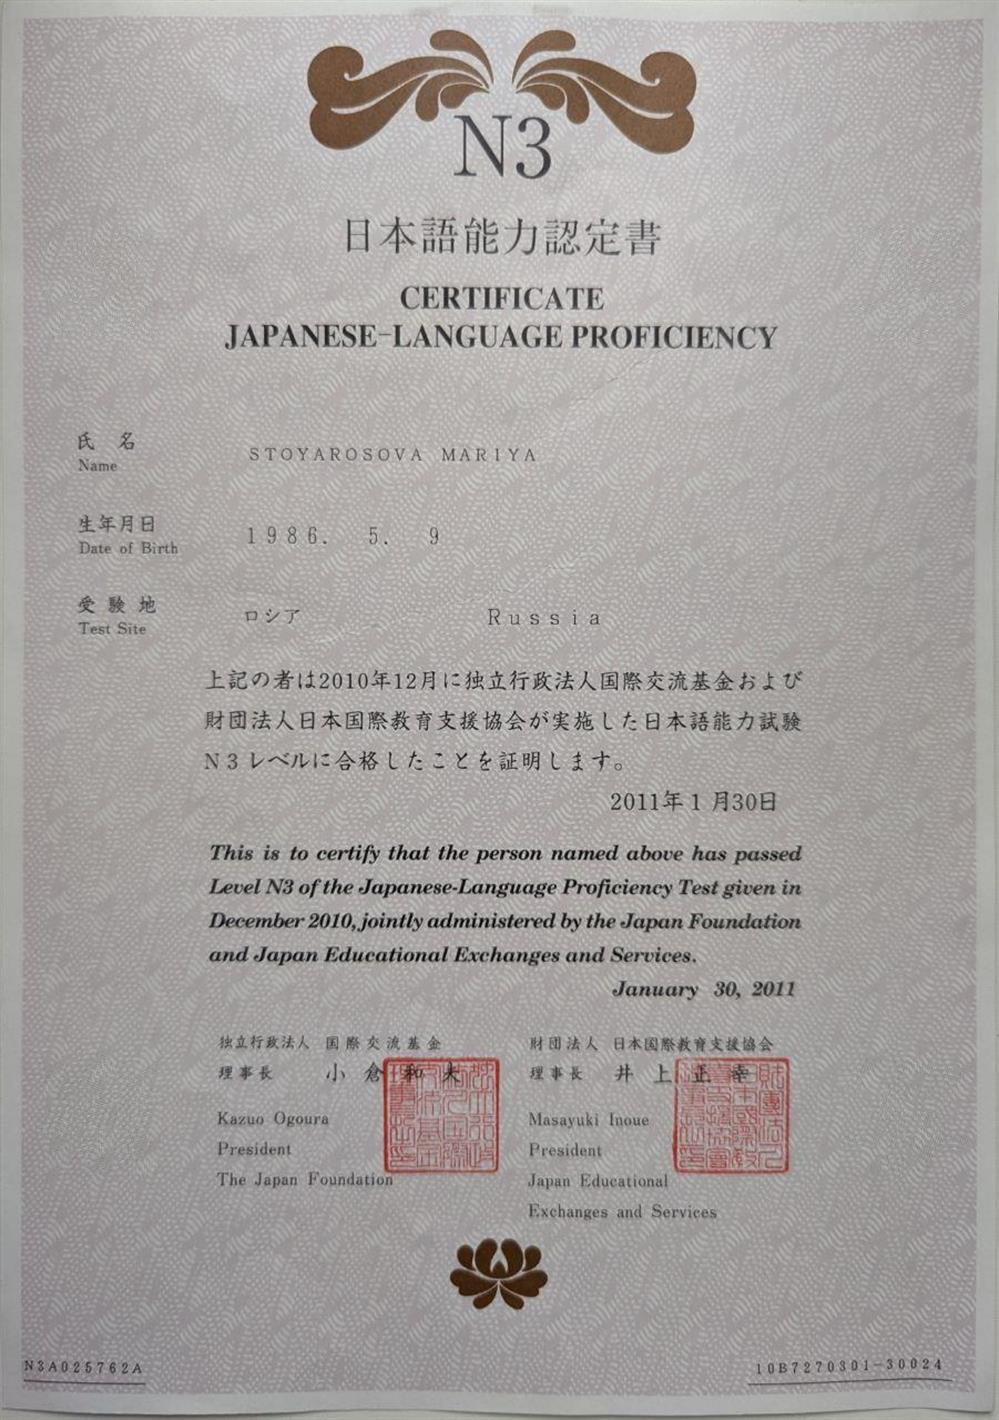 N3
日本語能力認定書
CERTIFICATE
JAPANESE-LANGUAGE PROFICIENCY
氏 名
Name
STOYAROSOVA MARIYA
生年月日
Date of Birth
1986. 5. 9
受験地
Test Site
ロシア Russia
上記の者は2010年12月に独立行政法人国際交流基金および
財団法人日本国際教育支援協会が実施した日本語能力試験
N3レベルに合格したことを証明します。
2011年1月30日
This is to certify that the person named above has passed
Level N3 of the Japanese-Language Proficiency Test given in
December 2010, jointly administered by the Japan Foundation
and Japan Educational Exchanges and Services.
January 30, 2011
独立行政法人 国際交流基金
理事長 小倉和夫
Kazuo Ogoura
President
The Japan Foundation
財団法人 日本国際教育支援協会
理事長 井上正幸
Masayuki Inoue
President
Japan Educational
Exchanges and Services
N3A025762A
10B7270301-30024